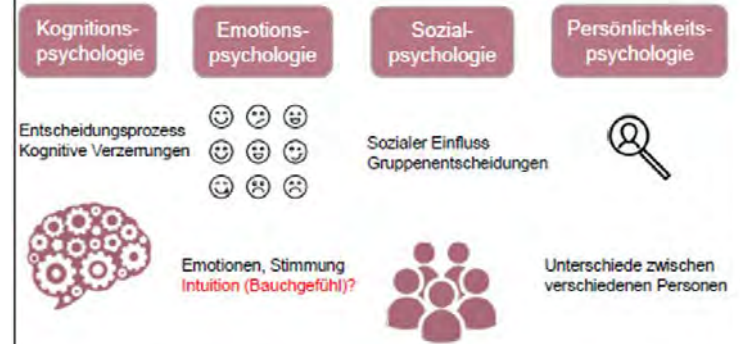 Kognitions-
psychologie
Emotions-
psychologie
Sozial-
psychologie
Persönlichkeits-
psychologie
Entscheidungsprozess
Kognitive Verzerrungen
Sozialer Einfluss
Gruppenentscheidungen
Emotionen, Stimmung
Intuition (Bauchgefühl)?
Unterschiede zwischen
verschiedenen Personen